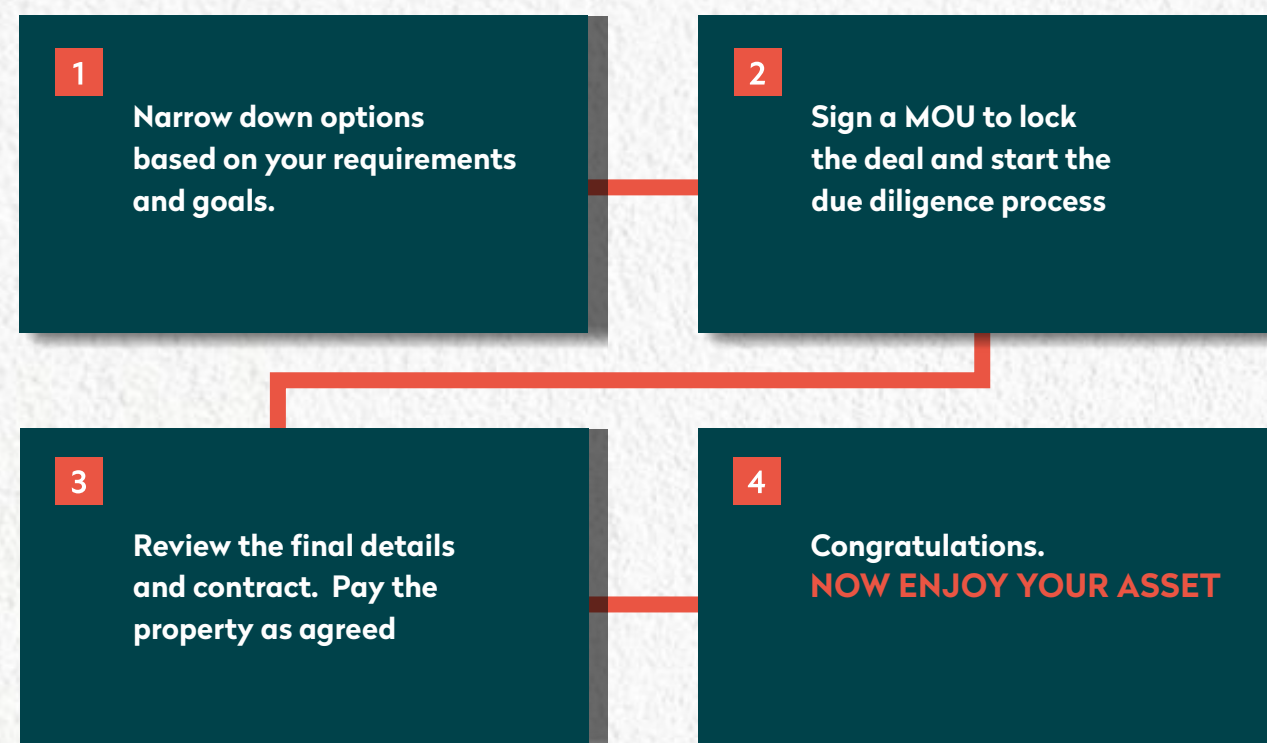 1
Narrow down options
based on your requirements
and goals.
2
Sign a MOU to lock
the deal and start the
due diligence process
3
Review the final details
and contract.  Pay the
property as agreed
4
Congratulations.
NOW ENJOY YOUR ASSET